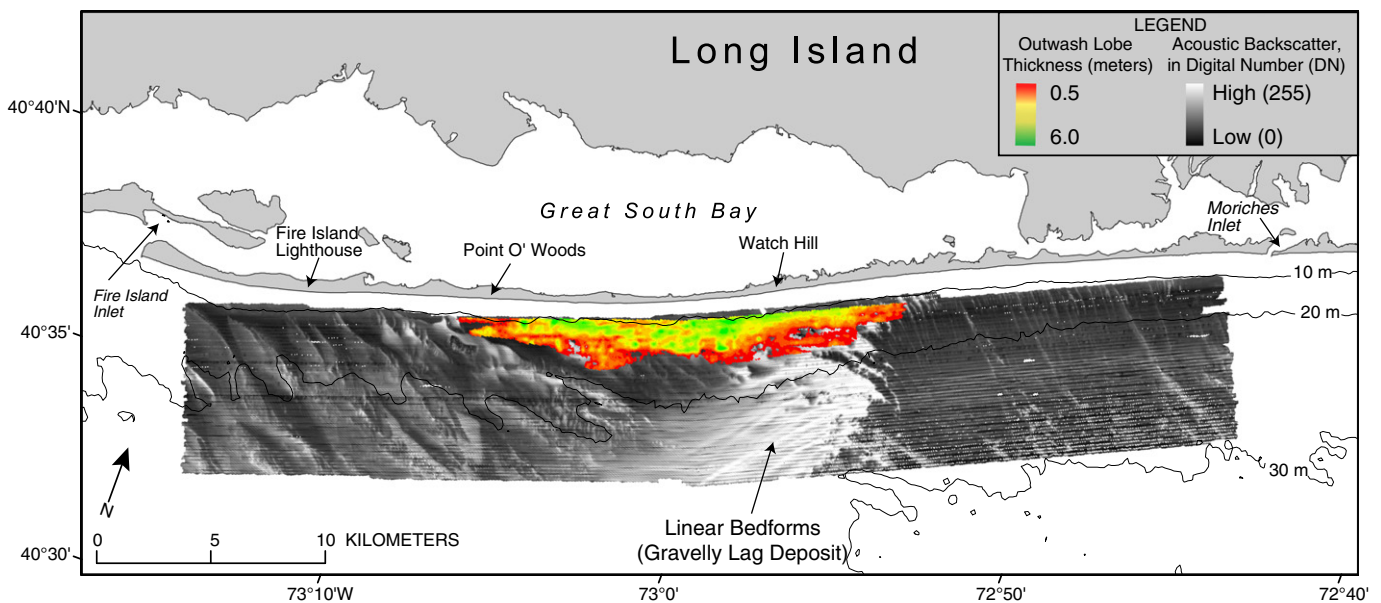 Long Island
LEGEND
Outwash Lobe
Thickness (meters)
0.5
6.0
Acoustic Backscatter,
in Digital Number (DN)
High (255)
Low (0)
40°40'N
Great South Bay
Moriches
Inlet
Fire Island
Lighthouse
Point O' Woods
Watch Hill
10 m
Fire Island
Inlet
20 m
40°35'
30 m
N
Linear Bedforms
(Gravelly Lag Deposit)
0
5
10 KILOMETERS
40°30'
73°10'W
73°0'
72°50'
72°40'